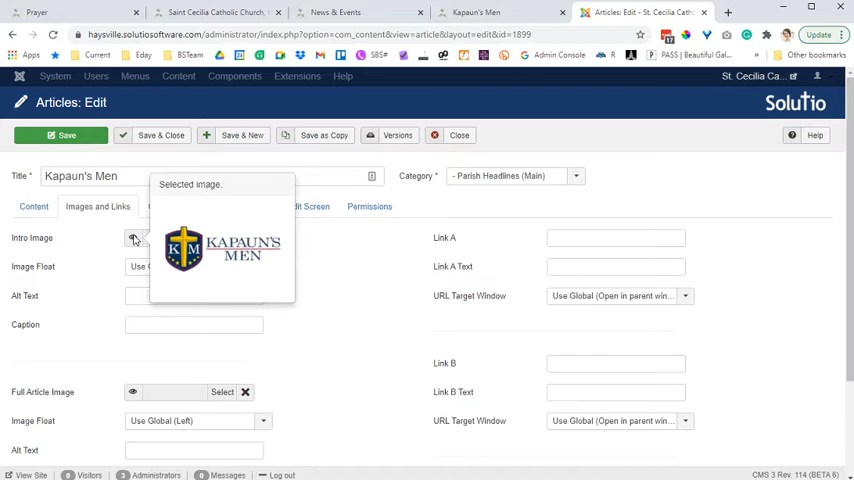 Prayer
Saint Cecilia Catholic Church, H
News & Events
Kapaun's Men
Articles: Edit - St. Cecilia Catho
haysville.solutiosoftware.com/administrator/index.php?option=com_content&view=article&layout=edit&id=1899
Update
Apps
Current
Eday
BSTeam
SBS#
Admin Console
PASS | Beautiful Gal...
Other bookmarks
System Users Menus Content Components Extensions Help
St. Cecilia Ca...
Articles: Edit
Solutio
Save
Save & Close
Save & New
Save as Copy
Versions
Close
Help
Title *
Kapaun's Men
Category *
- Parish Headlines (Main)
Selected image.
Content
Images and Links
dit Screen
Permissions
K M
KAPAUN'S
MEN
Intro Image
Image Float
Use G
Alt Text
Caption
Link A
Link A Text
URL Target Window
Use Global (Open in parent win...
Link B
Link B Text
URL Target Window
Use Global (Open in parent win...
Full Article Image
Select
Image Float
Use Global (Left)
Alt Text
View Site
0 Visitors
3 Administrators
0 Messages
Log out
CMS 3 Rev. 114 (BETA 6)